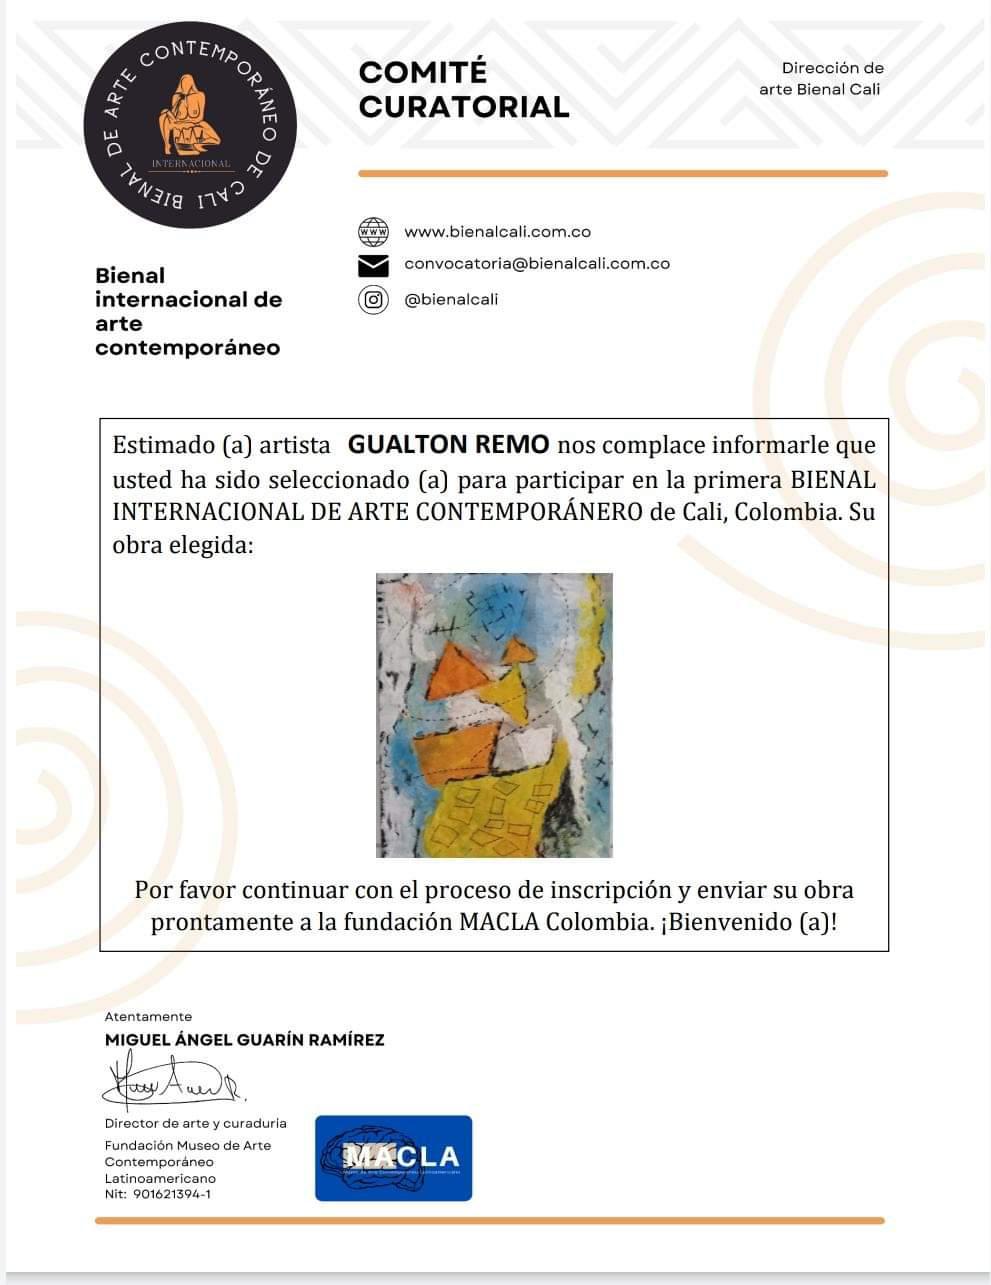 BIENAL DE ARTE CONTEMPORÁNEO DE CALI
INTERNACIONAL
COMITÉ
CURATORIAL
Dirección de
arte Bienal Cali
www.bienalcali.com.co
convocatoria@bienalcali.com.co
@bienalcali
Bienal
internacional de
arte
contemporáneo
Estimado (a) artista GUALTON REMO nos complace informarle que
usted ha sido seleccionado (a) para participar en la primera BIENAL
INTERNACIONAL DE ARTE CONTEMPORÁNERO de Cali, Colombia. Su
obra elegida:
Por favor continuar con el proceso de inscripción y enviar su obra
prontamente a la fundación MACLA Colombia. ¡Bienvenido (a)!
Atentamente
MIGUEL ÁNGEL GUARÍN RAMÍREZ
Director de arte y curaduria
Fundación Museo de Arte
Contemporáneo
Latinoamericano
Nit: 901621394-1
MACLA